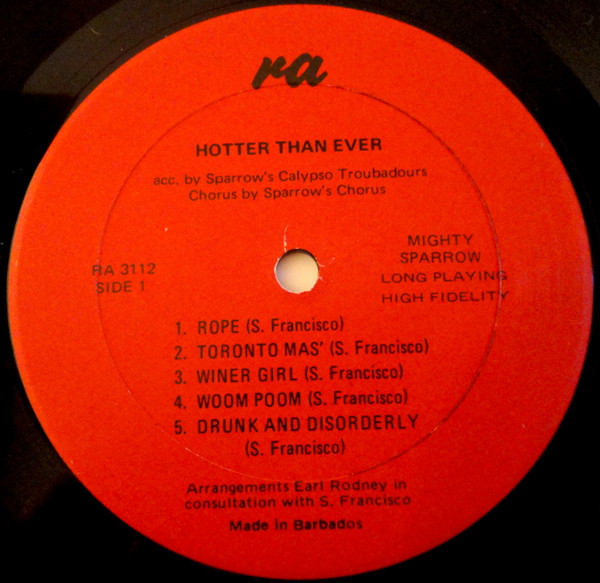 ra
HOTTER THAN EVER
acc. by Sparrow's Calypso Troubadours
Chorus by Sparrow's Chorus
RA 3112
SIDE 1
MIGHTY
SPARROW
LONG PLAYING
HIGH FIDELITY
1. ROPE (S. Francisco)
2. TORONTO MAS' (S. Francisco)
3. WINER GIRL (S. Francisco)
4. WOOM POOM (S. Francisco)
5. DRUNK AND DISORDERLY
(S. Francisco)
Arrangements Earl Rodney in
consultation with S. Francisco
Made in Barbados